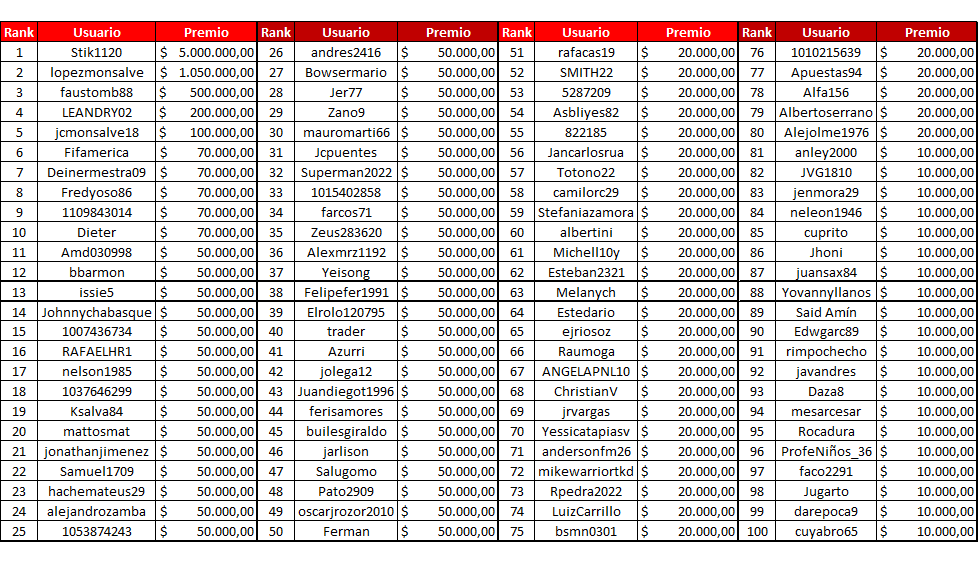 Rank Usuario Premio Rank Usuario Premio Rank Usuario Premio Rank Usuario Premio
1 Stik1120 $ 5.000.000,00 26 andres2416 $ 50.000,00 51 rafacas19 $ 20.000,00 76 1010215639 $ 20.000,00
2 lopezmonsalve $ 1.050.000,00 27 Bowsermario $ 50.000,00 52 SMITH22 $ 20.000,00 77 Apuestas94 $ 20.000,00
3 faustomb88 $ 500.000,00 28 Jer77 $ 50.000,00 53 5287209 $ 20.000,00 78 Alfa156 $ 20.000,00
4 LEANDRY02 $ 200.000,00 29 Zano9 $ 50.000,00 54 Asbliyes82 $ 20.000,00 79 Albertoserrano $ 20.000,00
5 jcmonsalve18 $ 100.000,00 30 mauromarti66 $ 50.000,00 55 822185 $ 20.000,00 80 Alejolme1976 $ 20.000,00
6 Fifamerica $ 70.000,00 31 Jcpuentes $ 50.000,00 56 Jancarlosrua $ 20.000,00 81 anley2000 $ 10.000,00
7 Deinermestra09 $ 70.000,00 32 Superman2022 $ 50.000,00 57 Totono22 $ 20.000,00 82 JVG1810 $ 10.000,00
8 Fredyoso86 $ 70.000,00 33 1015402858 $ 50.000,00 58 camilorc29 $ 20.000,00 83 jenmora29 $ 10.000,00
9 1109843014 $ 70.000,00 34 farcos71 $ 50.000,00 59 Stefaniazamora $ 20.000,00 84 neleon1946 $ 10.000,00
10 Dieter $ 70.000,00 35 Zeus283620 $ 50.000,00 60 albertini $ 20.000,00 85 cuprito $ 10.000,00
11 Amd030998 $ 50.000,00 36 Alexmrz1192 $ 50.000,00 61 Michell10y $ 20.000,00 86 Jhoni $ 10.000,00
12 bbarmon $ 50.000,00 37 Yeisong $ 50.000,00 62 Esteban2321 $ 20.000,00 87 juansax84 $ 10.000,00
13 issie5 $ 50.000,00 38 Felipefer1991 $ 50.000,00 63 Melanych $ 20.000,00 88 Yovannyllanos $ 10.000,00
14 Johnnychabasque $ 50.000,00 39 Elrolo120795 $ 50.000,00 64 Estedario $ 20.000,00 89 Said Amín $ 10.000,00
15 1007436734 $ 50.000,00 40 trader $ 50.000,00 65 ejriosoz $ 20.000,00 90 Edwgarc89 $ 10.000,00
16 RAFAELHR1 $ 50.000,00 41 Azurri $ 50.000,00 66 Raumoga $ 20.000,00 91 rimpochecho $ 10.000,00
17 nelson1985 $ 50.000,00 42 jolega12 $ 50.000,00 67 ANGELAPNL10 $ 20.000,00 92 javandres $ 10.000,00
18 1037646299 $ 50.000,00 43 Juandiegot1996 $ 50.000,00 68 ChristianV $ 20.000,00 93 Daza8 $ 10.000,00
19 Ksalva84 $ 50.000,00 44 ferisamores $ 50.000,00 69 jrvargas $ 20.000,00 94 mesarcesar $ 10.000,00
20 mattosmat $ 50.000,00 45 builesgiraldo $ 50.000,00 70 Yessicatapiasv $ 20.000,00 95 Rocadura $ 10.000,00
21 jonathanjimenez $ 50.000,00 46 jarlison $ 50.000,00 71 andersonfm26 $ 20.000,00 96 ProfeNiños_36 $ 10.000,00
22 Samuel1709 $ 50.000,00 47 Salugomo $ 50.000,00 72 mikewarriortkd $ 20.000,00 97 faco2291 $ 10.000,00
23 hachemateus29 $ 50.000,00 48 Pato2909 $ 50.000,00 73 Rpedra2022 $ 20.000,00 98 Jugarto $ 10.000,00
24 alejandrozamba $ 50.000,00 49 oscarjrozor2010 $ 50.000,00 74 LuizCarrillo $ 20.000,00 99 darepoca9 $ 10.000,00
25 1053874243 $ 50.000,00 50 Ferman $ 50.000,00 75 bsmn0301 $ 20.000,00 100 cuyabro65 $ 10.000,00